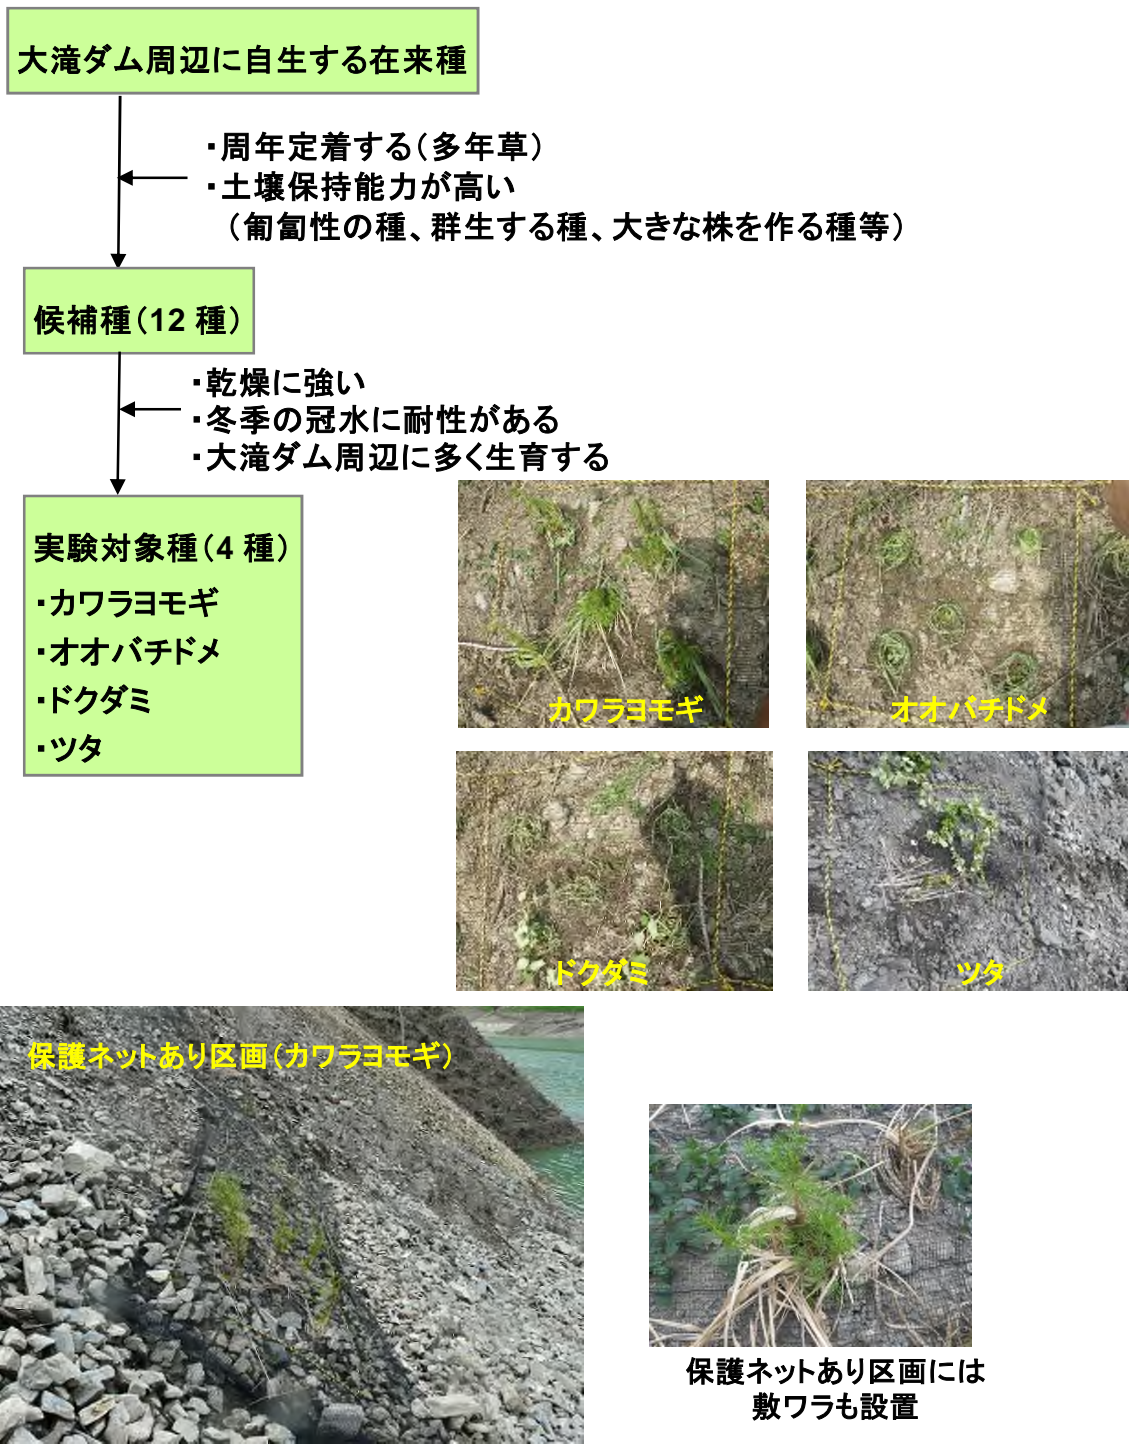 大滝ダム周辺に自生する在来種
・周年定着する（多年草）
・土壌保持能力が高い
（匍匐性の種、群生する種、大きな株を作る種等）
候補種（12 種）
・乾燥に強い
・冬季の冠水に耐性がある
・大滝ダム周辺に多く生育する
実験対象種（4 種）
・カワラヨモギ
・オオバチドメ
・ドクダミ
・ツタ
カワラヨモギ
オオバチドメ
ドクダミ
ツタ
保護ネットあり区画（カワラヨモギ）
保護ネットあり区画には
敷ワラも設置